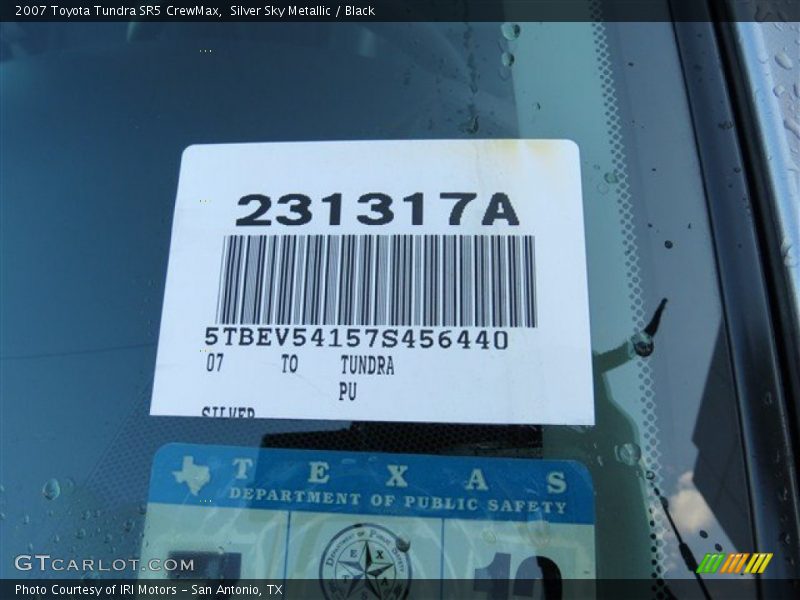 2007 Toyota Tundra SR5 CrewMax, Silver Sky Metallic / Black
231317A
5TBEV54157S456440
07 TO TUNDRA
PU
SILVER
TEXAS
DEPARTMENT OF PUBLIC SAFETY
GTCARLOT.COM
Photo Courtesy of IRI Motors - San Antonio, TX